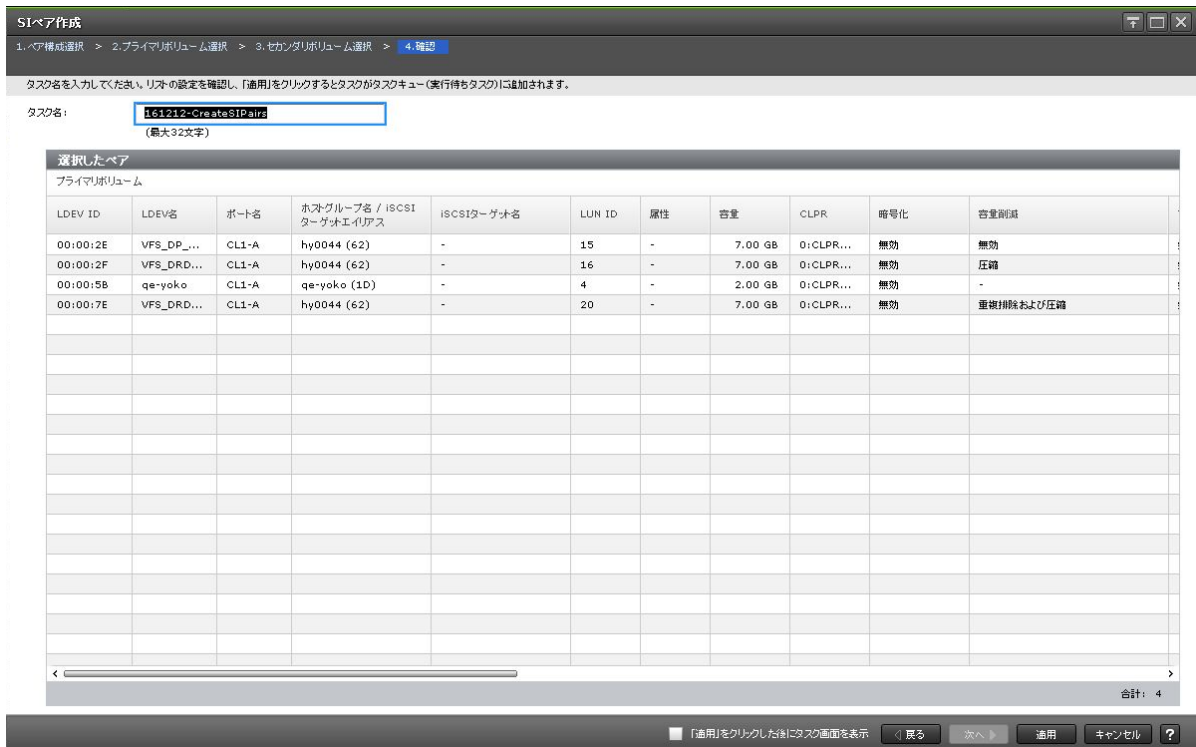 SIペア作成
1.ペア構成選択 > 2.プライマリボリューム選択 > 3.セカンダリボリューム選択 > 4.確認
タスク名を入力してください。リストの設定を確認し、「適用」をクリックするとタスクがタスクキュー(実行待ちタスク)に追加されます。
タスク名: 161212-CreateSIPairs
(最大32文字)
選択したペア
プライマリボリューム
LDEV ID LDEV名 ポート名 ホストグループ名 / iSCSI ターゲットエイリアス iSCSIターゲット名 LUN ID 属性 容量 CLPR 暗号化 容量削減
00:00:2E VFS_DP_... CL1-A hy0044 (62) - 15 - 7.00 GB 0:CLPR... 無効 無効
00:00:2F VFS_DRD... CL1-A hy0044 (62) - 16 - 7.00 GB 0:CLPR... 無効 圧縮
00:00:5B qe-yoko CL1-A qe-yoko (1D) - 4 - 2.00 GB 0:CLPR... 無効 -
00:00:7E VFS_DRD... CL1-A hy0044 (62) - 20 - 7.00 GB 0:CLPR... 無効 重複排除および圧縮
合計: 4
「適用」をクリックした後にタスク画面を表示 戻る 次へ 適用 キャンセル ?